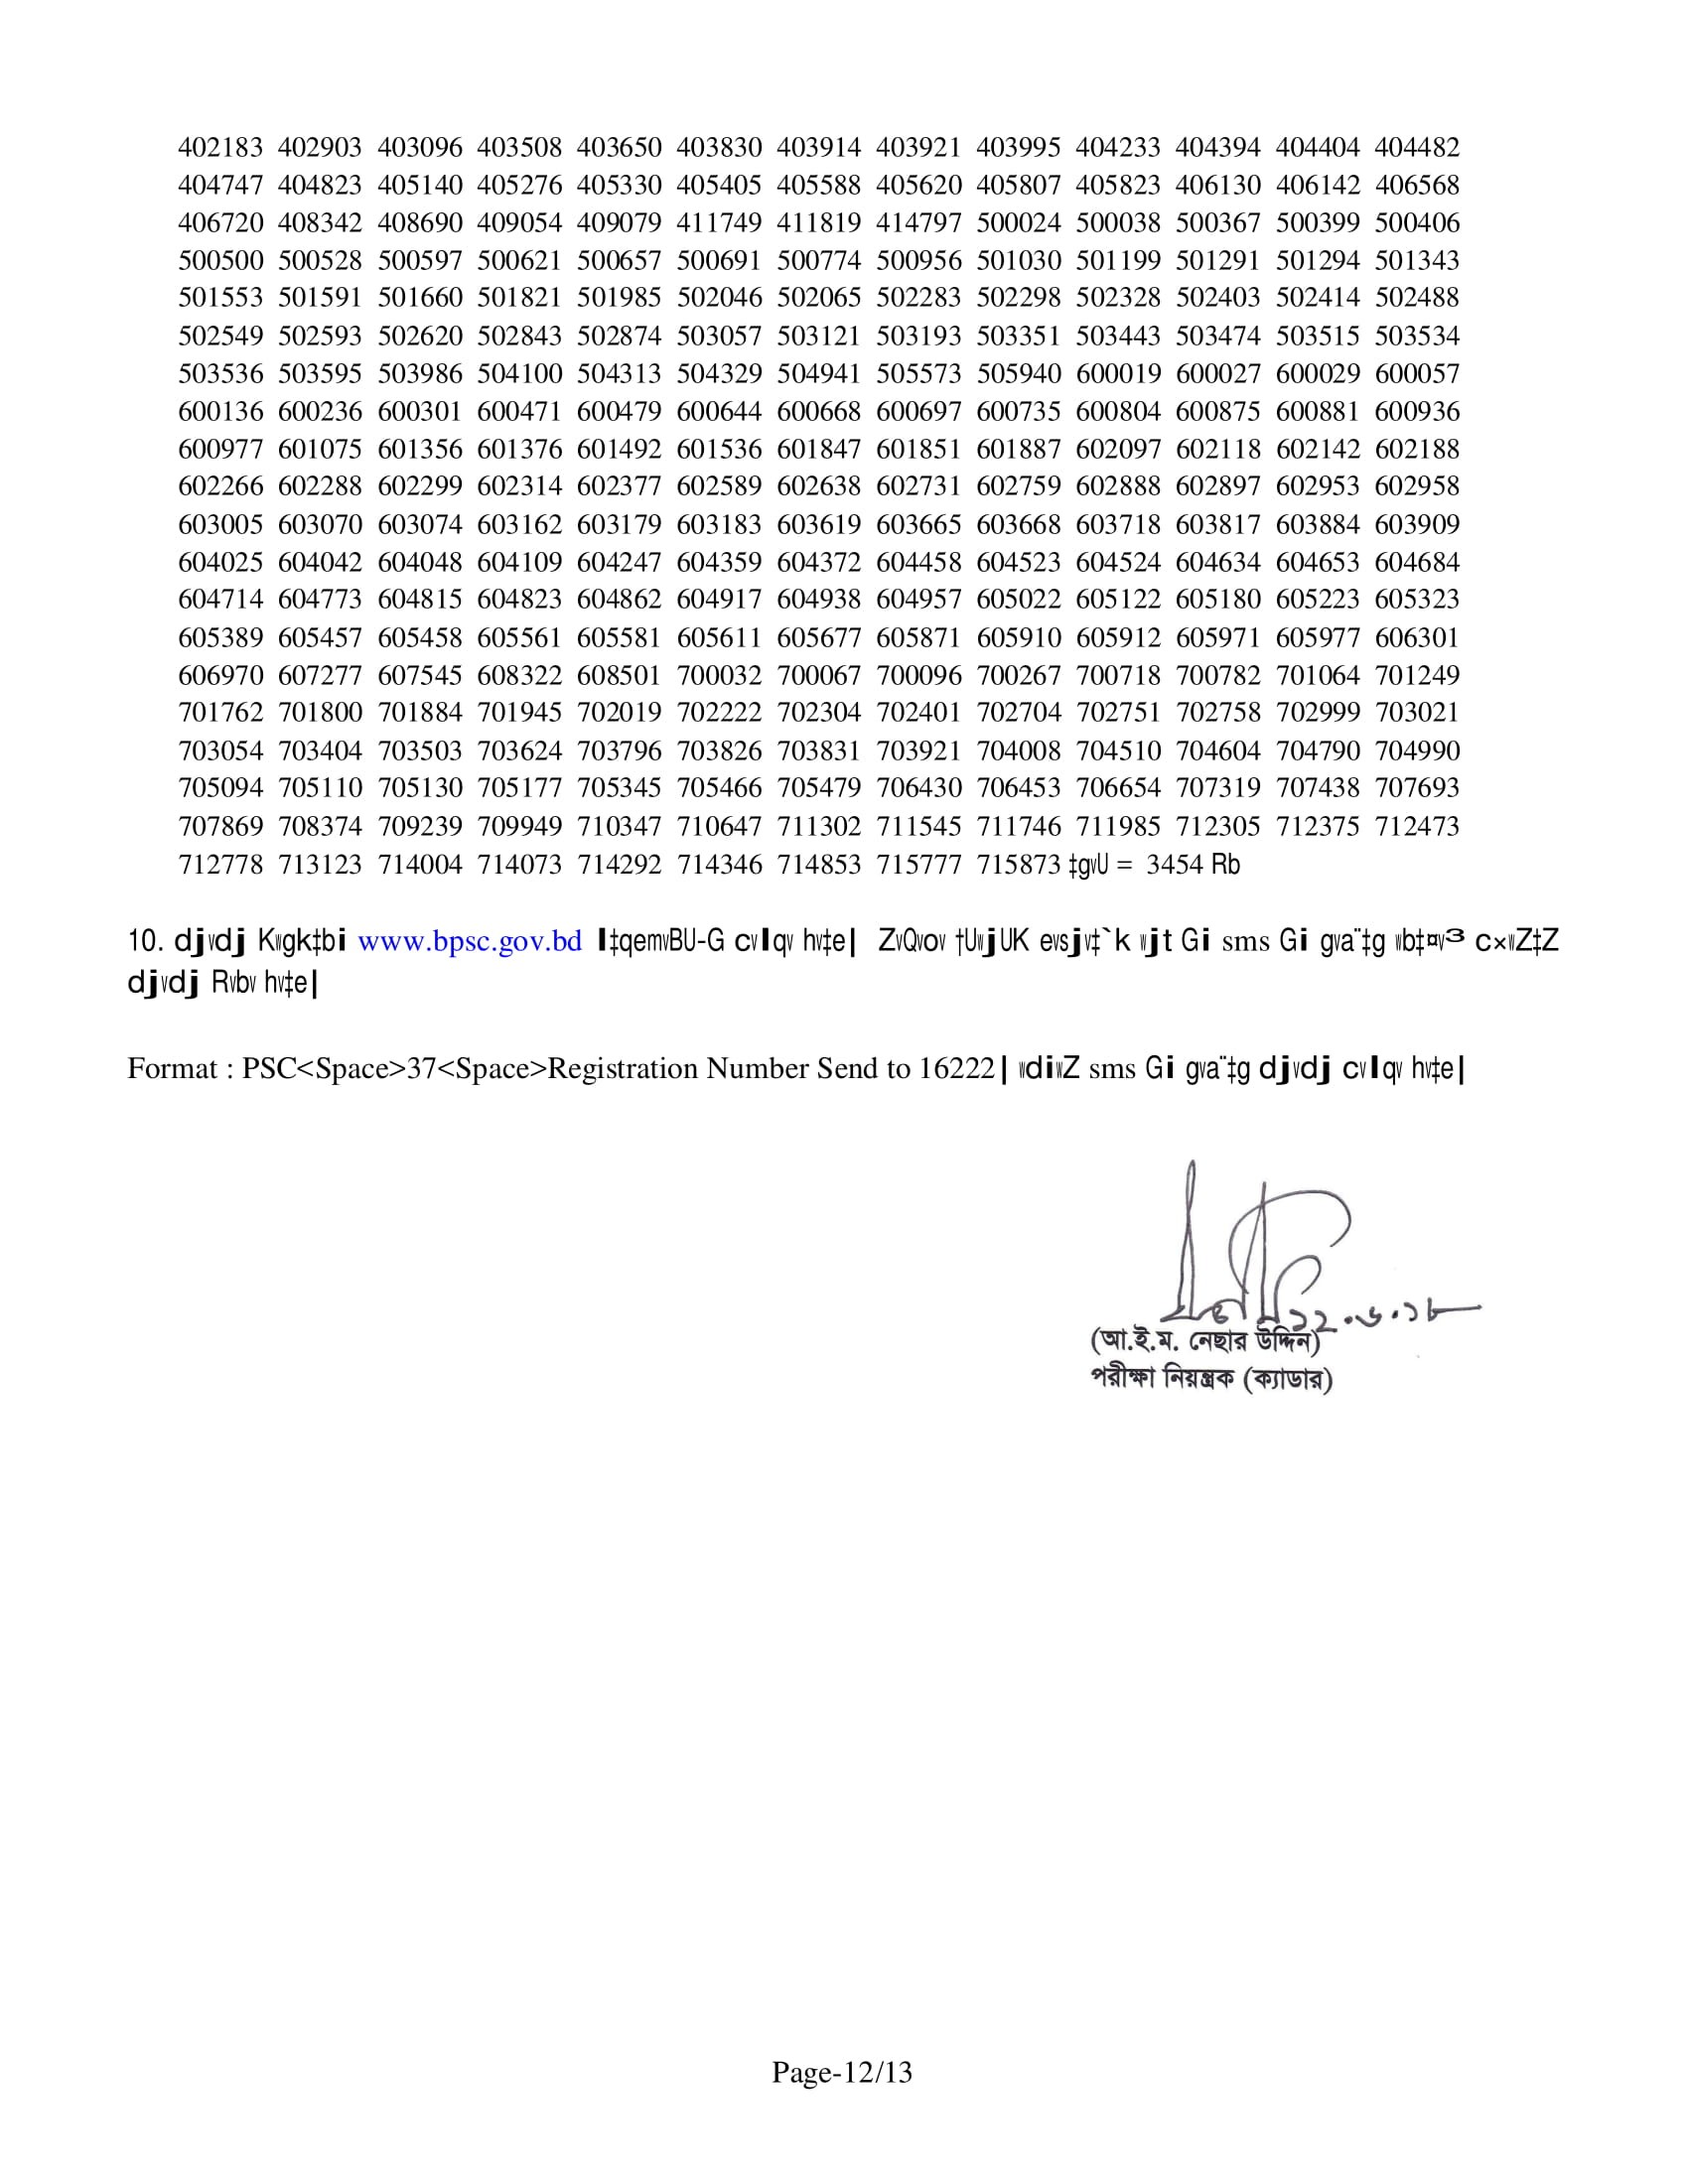 402183 402903 403096 403508 403650 403830 403914 403921 403995 404233 404394 404404 404482
404747 404823 405140 405276 405330 405405 405588 405620 405807 405823 406130 406142 406568
406720 408342 408690 409054 409079 411749 411819 414797 500024 500038 500367 500399 500406
500500 500528 500597 500621 500657 500691 500774 500956 501030 501199 501291 501294 501343
501553 501591 501660 501821 501985 502046 502065 502283 502298 502328 502403 502414 502488
502549 502593 502620 502843 502874 503057 503121 503193 503351 503443 503474 503515 503534
503536 503595 503986 504100 504313 504329 504941 505573 505940 600019 600027 600029 600057
600136 600236 600301 600471 600479 600644 600668 600697 600735 600804 600875 600881 600936
600977 601075 601356 601376 601492 601536 601847 601851 601887 602097 602118 602142 602188
602266 602288 602299 602314 602377 602589 602638 602731 602759 602888 602897 602953 602958
603005 603070 603074 603162 603179 603183 603619 603665 603668 603718 603817 603884 603909
604025 604042 604048 604109 604247 604359 604372 604458 604523 604524 604634 604653 604684
604714 604773 604815 604823 604862 604917 604938 604957 605022 605122 605180 605223 605323
605389 605457 605458 605561 605581 605611 605677 605871 605910 605912 605971 605977 606301
606970 607277 607545 608322 608501 700032 700067 700096 700267 700718 700782 701064 701249
701762 701800 701884 701945 702019 702222 702304 702401 702704 702751 702758 702999 703021
703054 703404 703503 703624 703796 703826 703831 703921 704008 704510 704604 704790 704990
705094 705110 705130 705177 705345 705466 705479 706430 706453 706654 707319 707438 707693
707869 708374 709239 709949 710347 710647 711302 711545 711746 711985 712305 712375 712473
712778 713123 714004 714073 714292 714346 714853 715777 715873 ‡gvU = 3454 Rb
10. djvdj Kwgk‡bi www.bpsc.gov.bd I‡qemvBU-G cvIqv hv‡e| ZvQvov †UwjUK evsjv‡`k wjt Gi sms Gi gva¨‡g wb‡¤v³ c×wZ‡Z
djvdj Rvbv hv‡e|
Format : PSC<Space>37<Space>Registration Number Send to 16222| wdiwZ sms Gi gva¨‡g djvdj cvIqv hv‡e|
১২.৬.১৮
(আ.ই.ম. নেছার উদ্দিন)
পরীক্ষা নিয়ন্ত্রক (ক্যাডার)
Page-12/13